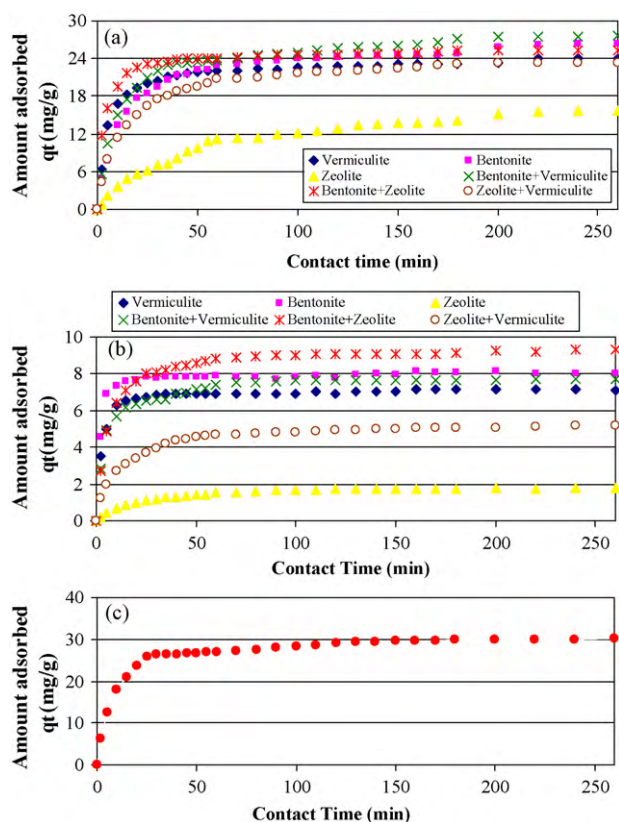 (a)
Amount adsorbed
qt (mg/g)
30
24
18
12
6
0
Vermiculite Bentonite
Zeolite Bentonite+Vermiculite
Bentonite+Zeolite Zeolite+Vermiculite
0 50 100 150 200 250
Contact time (min)
Vermiculite Bentonite Zeolite
Bentonite+Vermiculite Bentonite+Zeolite Zeolite+Vermiculite
(b)
Amount adsorbed
qt(mg/g)
10
8
6
4
2
0
0 50 100 150 200 250
Contact Time (min)
(c)
Amount adsorbed
qt(mg/g)
40
30
20
10
0
0 50 100 150 200 250
Contact Time (min)